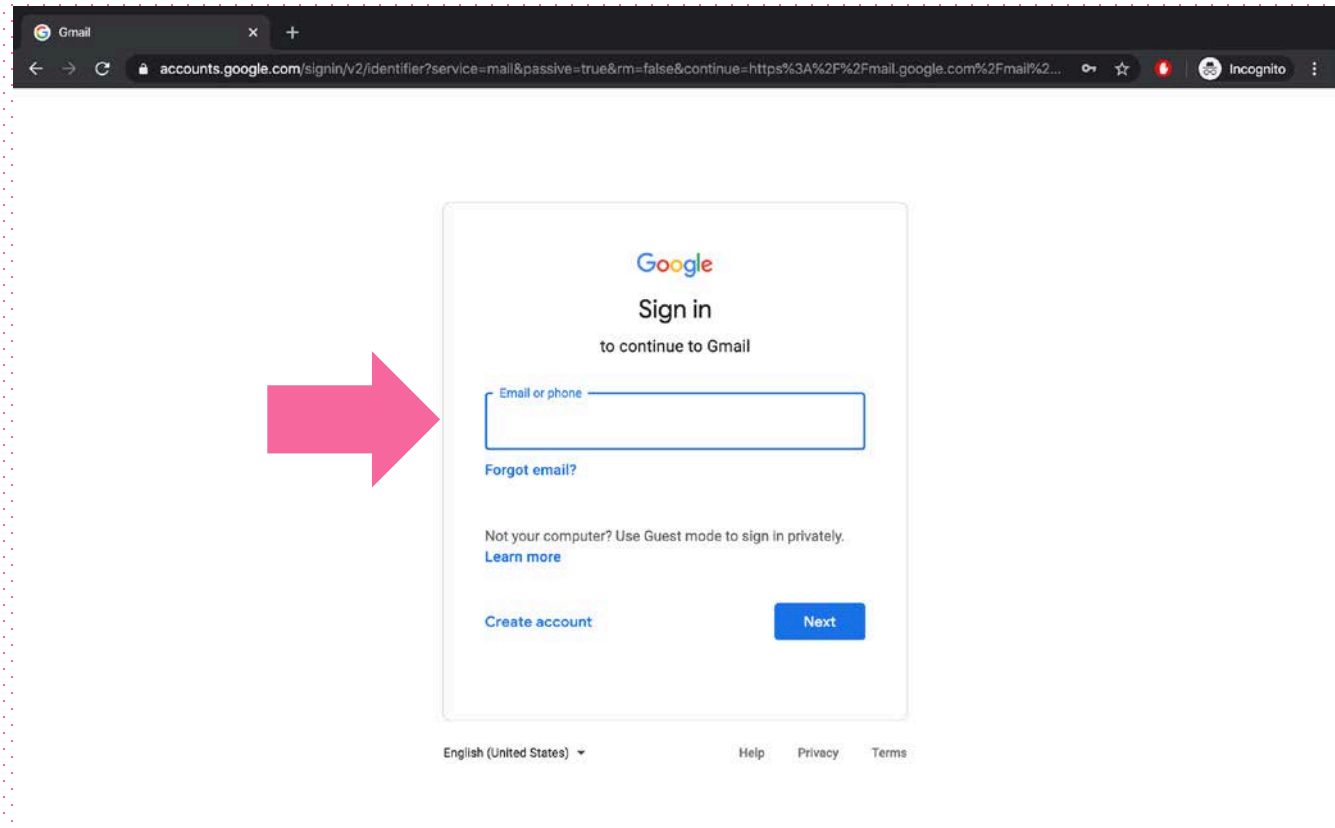 Gmail
accounts.google.com/signin/v2/identifier?service=mail&passive=true&rm=false&continue=https%3A%2F%2Fmail.google.com%2Fmail%2... Incognito
Google
Sign in
to continue to Gmail
Email or phone
Forgot email?
Not your computer? Use Guest mode to sign in privately.
Learn more
Create account Next
English (United States) Help Privacy Terms